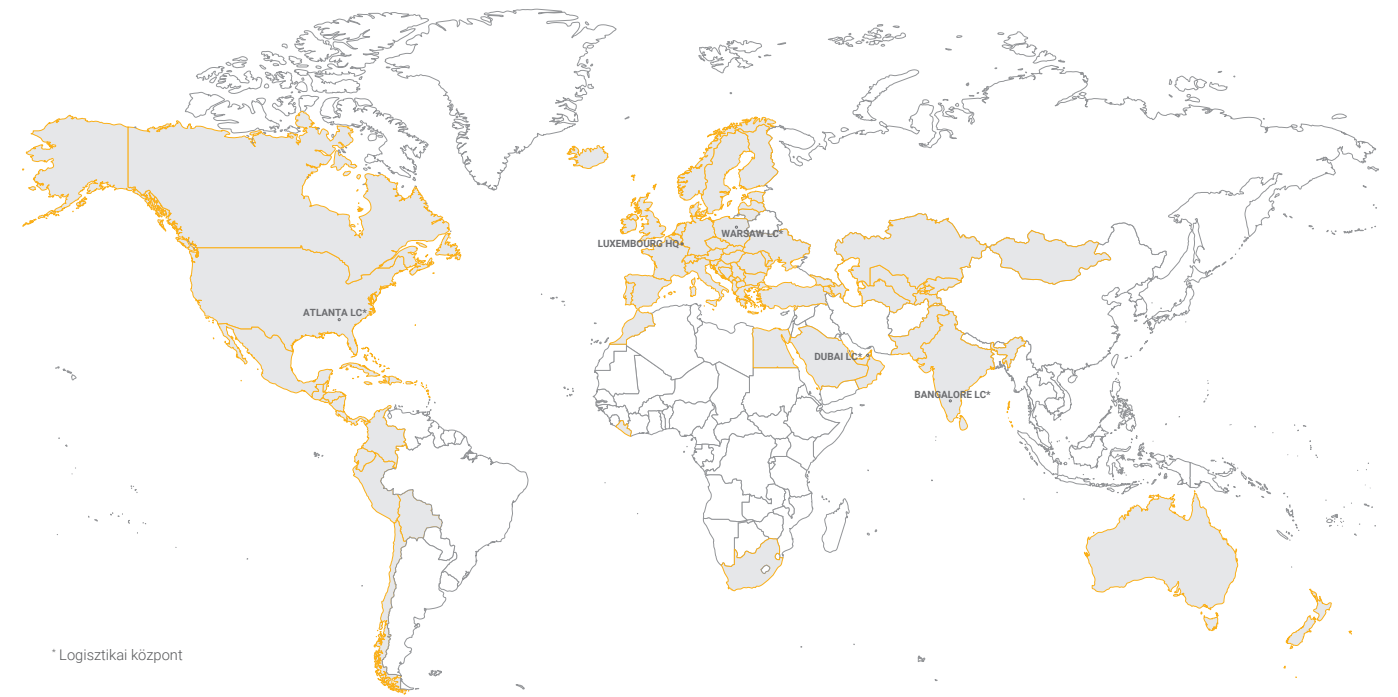 WARSAW LC*
LUXEMBOURG HQ
ATLANTA LC*
DUBAI LC*
BANGALORE LC*
* Logisztikai központ